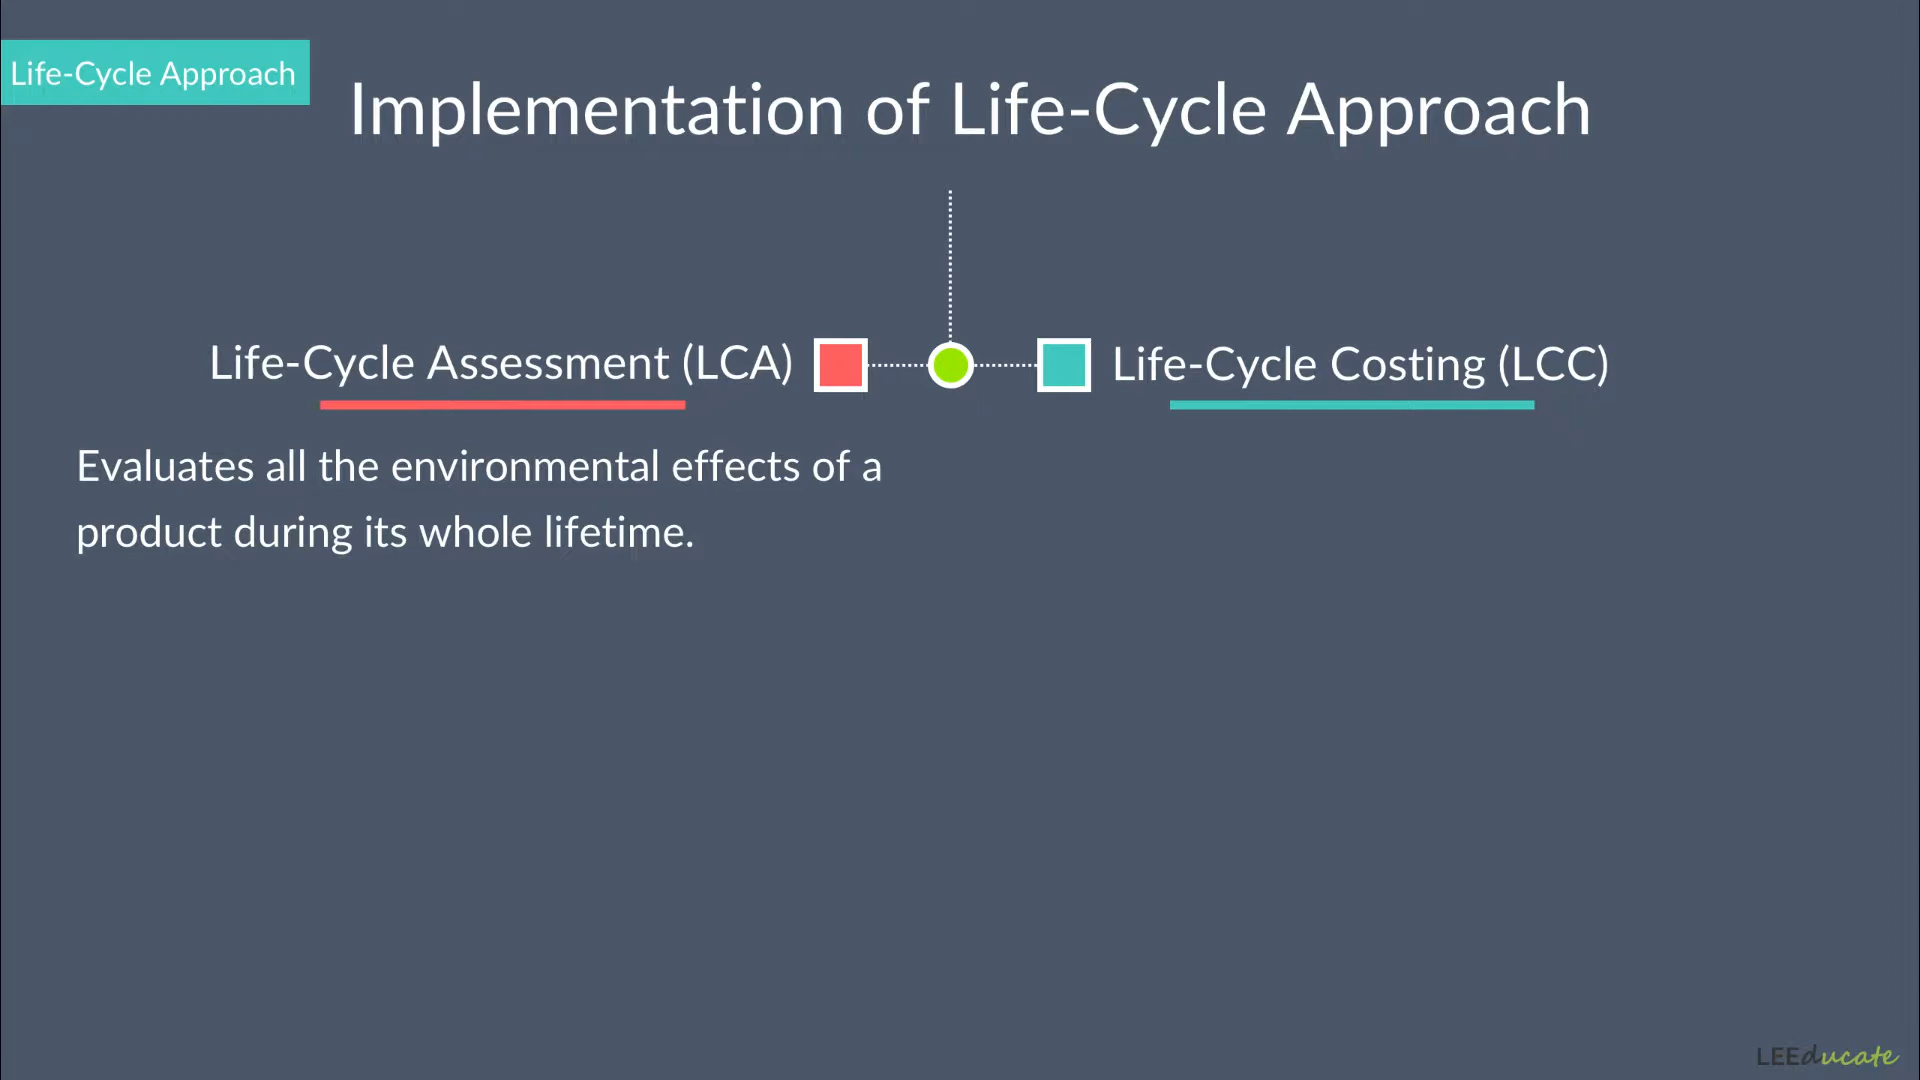 Life-Cycle Approach
Implementation of Life-Cycle Approach
Life-Cycle Assessment (LCA)
Life-Cycle Costing (LCC)
Evaluates all the environmental effects of a
product during its whole lifetime.
LEEducate